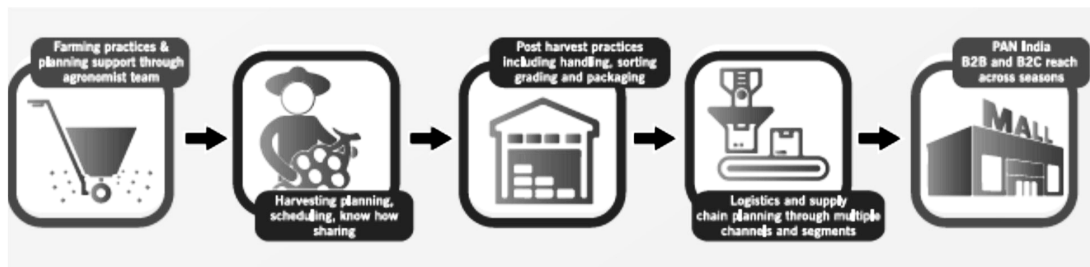 Farming practices &
planning support through
agronomist team
Harvesting planning,
scheduling, know how
sharing
Post harvest practices
including handling, sorting
grading and packaging
Logistics and supply
chain planning through multiple
channels and segments
PAN India
B2B and B2C reach
across seasons
MALL